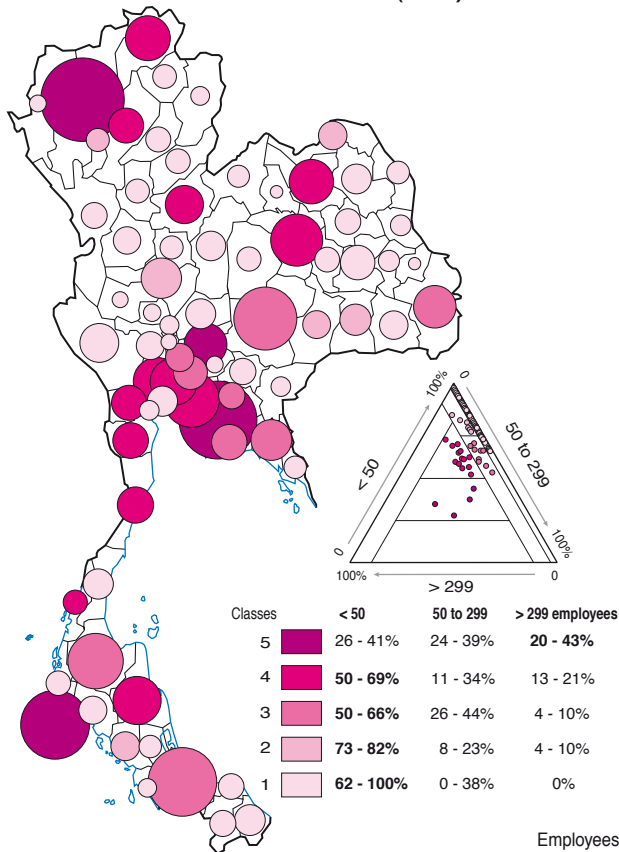 100%
0
< 50
50 to 299
0
100%
100%
0
> 299
Classes < 50 50 to 299 > 299 employees
5 26 - 41% 24 - 39% 20 - 43%
4 50 - 69% 11 - 34% 13 - 21%
3 50 - 66% 26 - 44% 4 - 10%
2 73 - 82% 8 - 23% 4 - 10%
1 62 - 100% 0 - 38% 0%
Employees